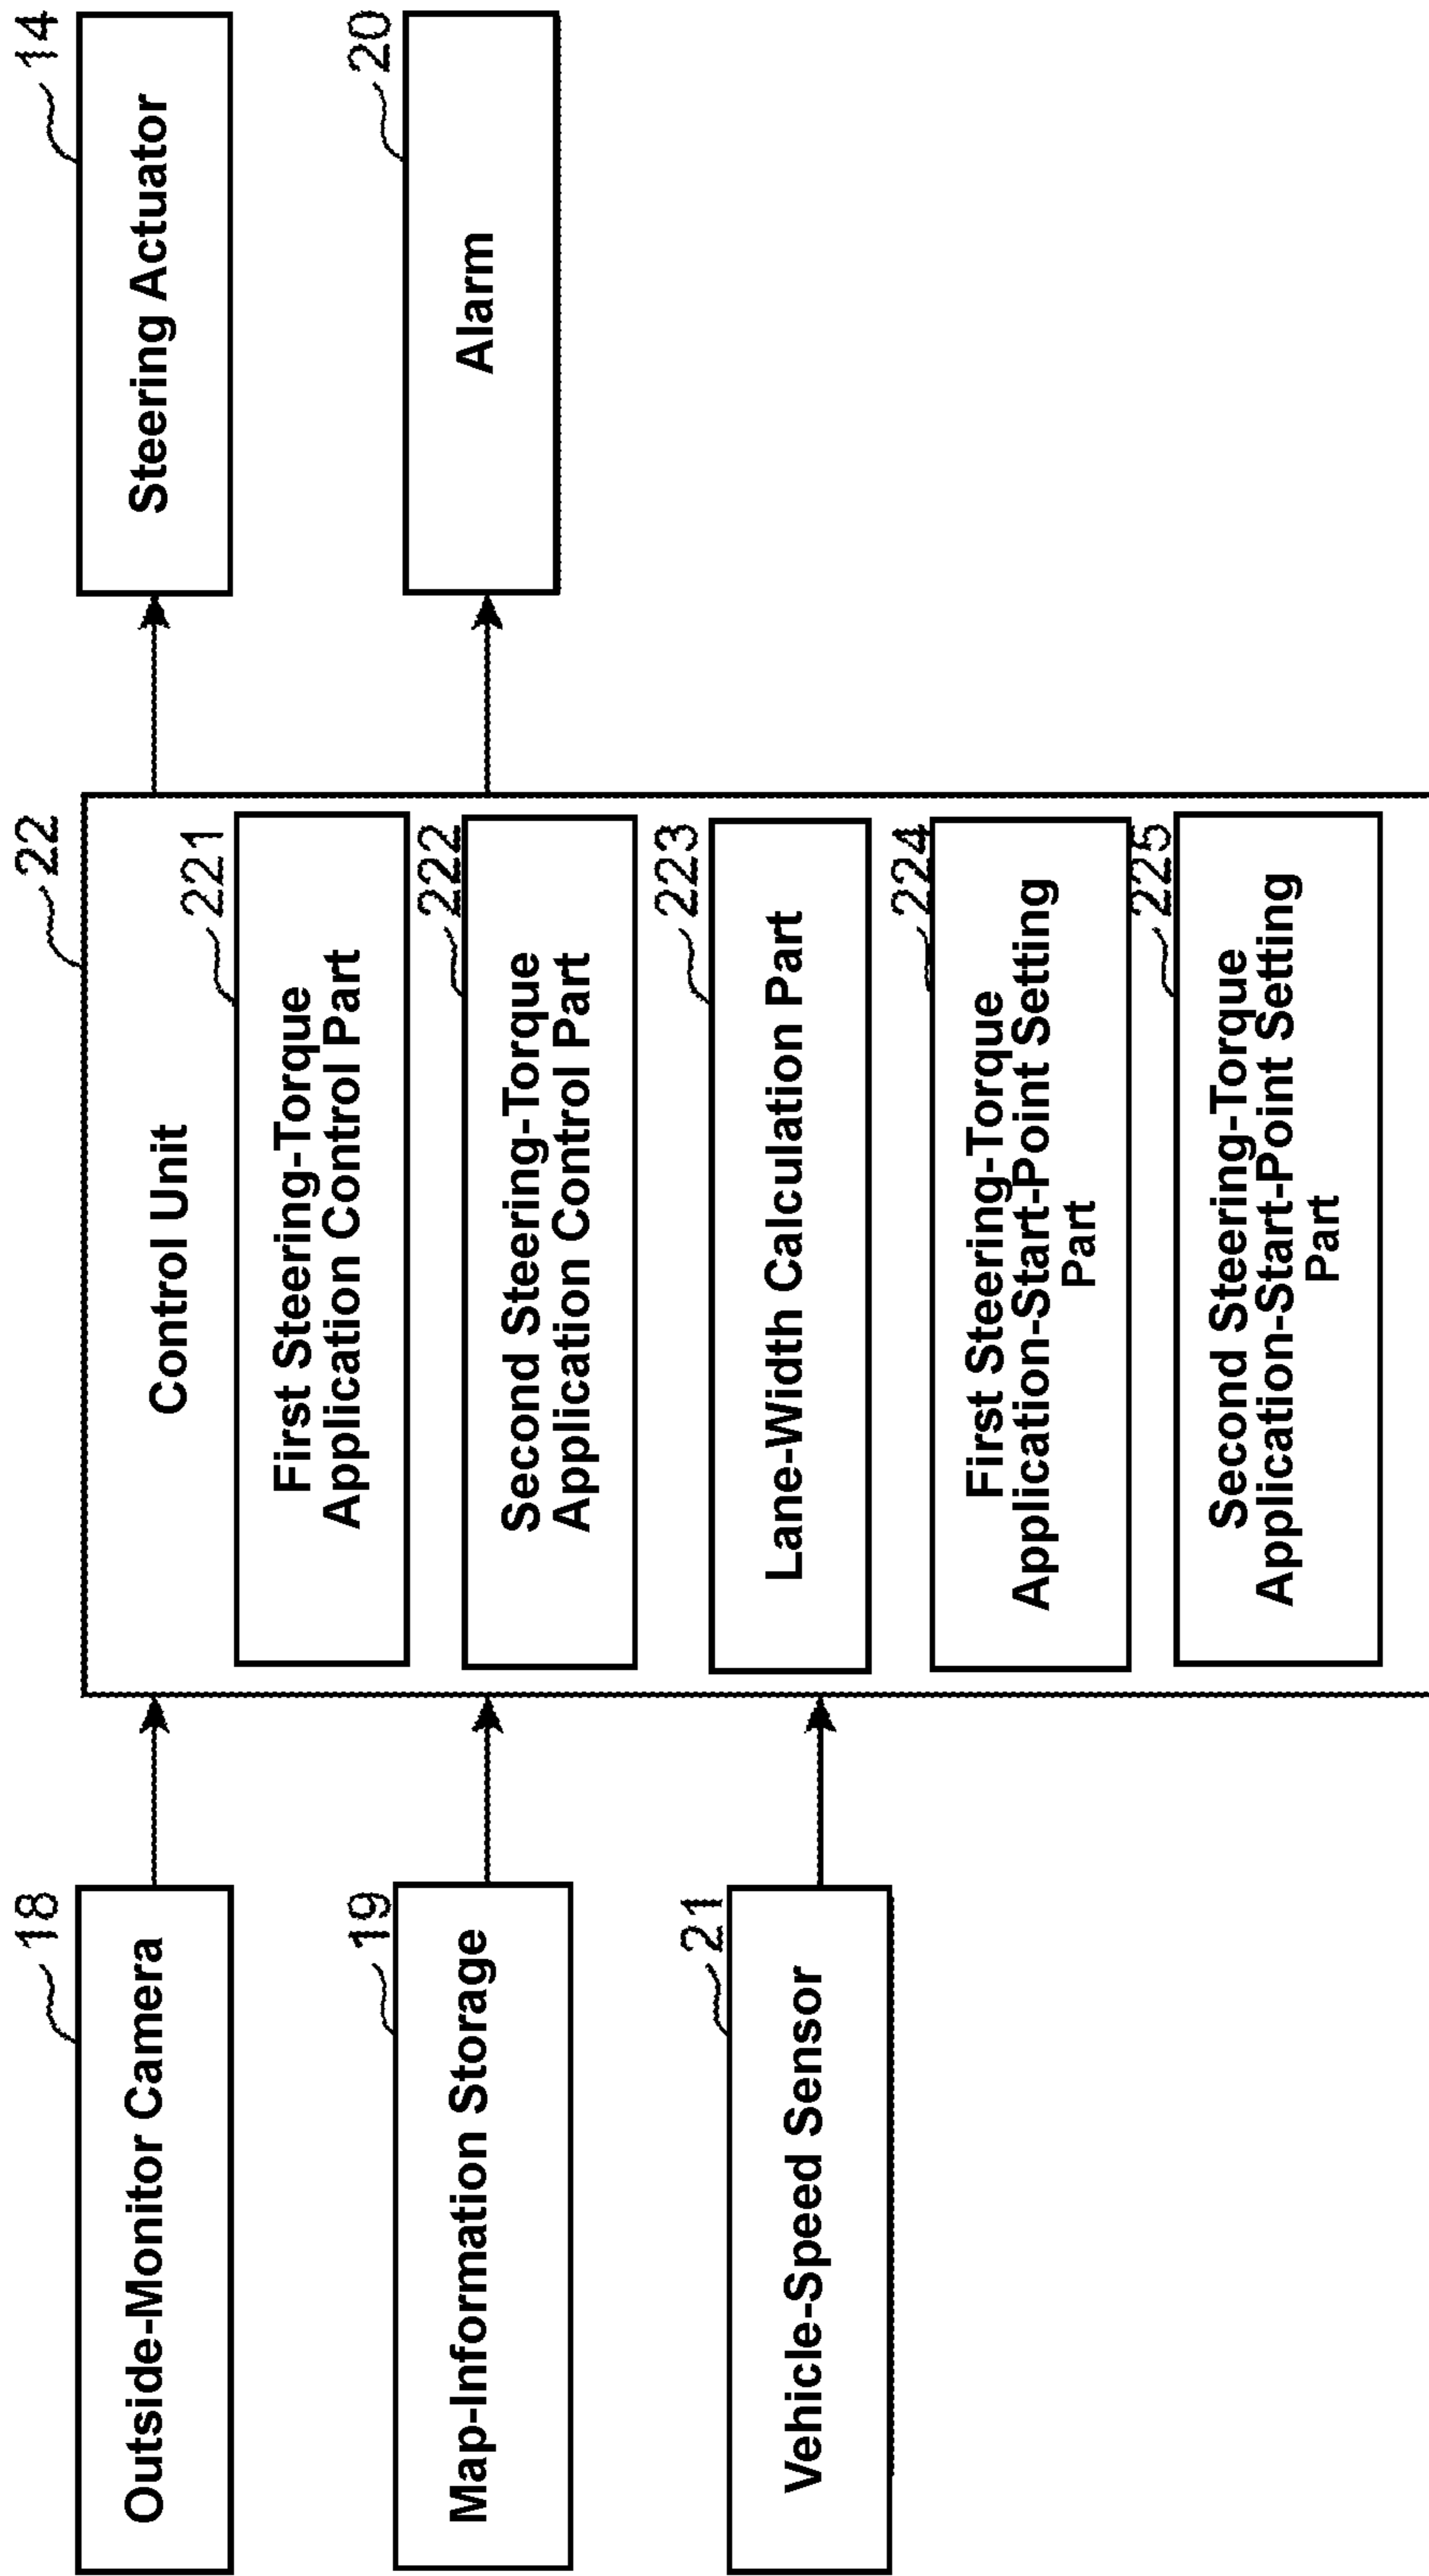 18
Outside-Monitor Camera
19
Map-Information Storage
21
Vehicle-Speed Sensor
22
Control Unit
221
First Steering-Torque
Application Control Part
222
Second Steering-Torque
Application Control Part
223
Lane-Width Calculation Part
224
First Steering-Torque
Application-Start-Point Setting
Part
225
Second Steering-Torque
Application-Start-Point Setting
Part
14
Steering Actuator
20
Alarm